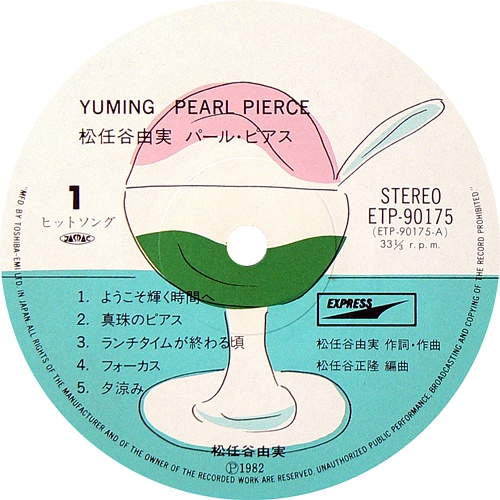 YUMING PEARL PIERCE
松任谷由実 パール・ピアス
1
ヒットソング
JASRAC
STEREO
ETP-90175
(ETP-90175-A)
33⅓ r.p.m.
EXPRESS
1. ようこそ輝く時間へ
2. 真珠のピアス
3. ランチタイムが終わる頃
4. フォーカス
5. 夕涼み
松任谷由実 作詞・作曲
松任谷正隆 編曲
松任谷由実
Ⓟ1982
"MFD. BY TOSHIBA-EMI LTD. IN JAPAN. ALL RIGHTS OF THE MANUFACTURER AND OF THE OWNER OF THE RECORDED WORK ARE RESERVED. UNAUTHORIZED PUBLIC PERFORMANCE, BROADCASTING AND COPYING OF THE RECORD PROHIBITED"